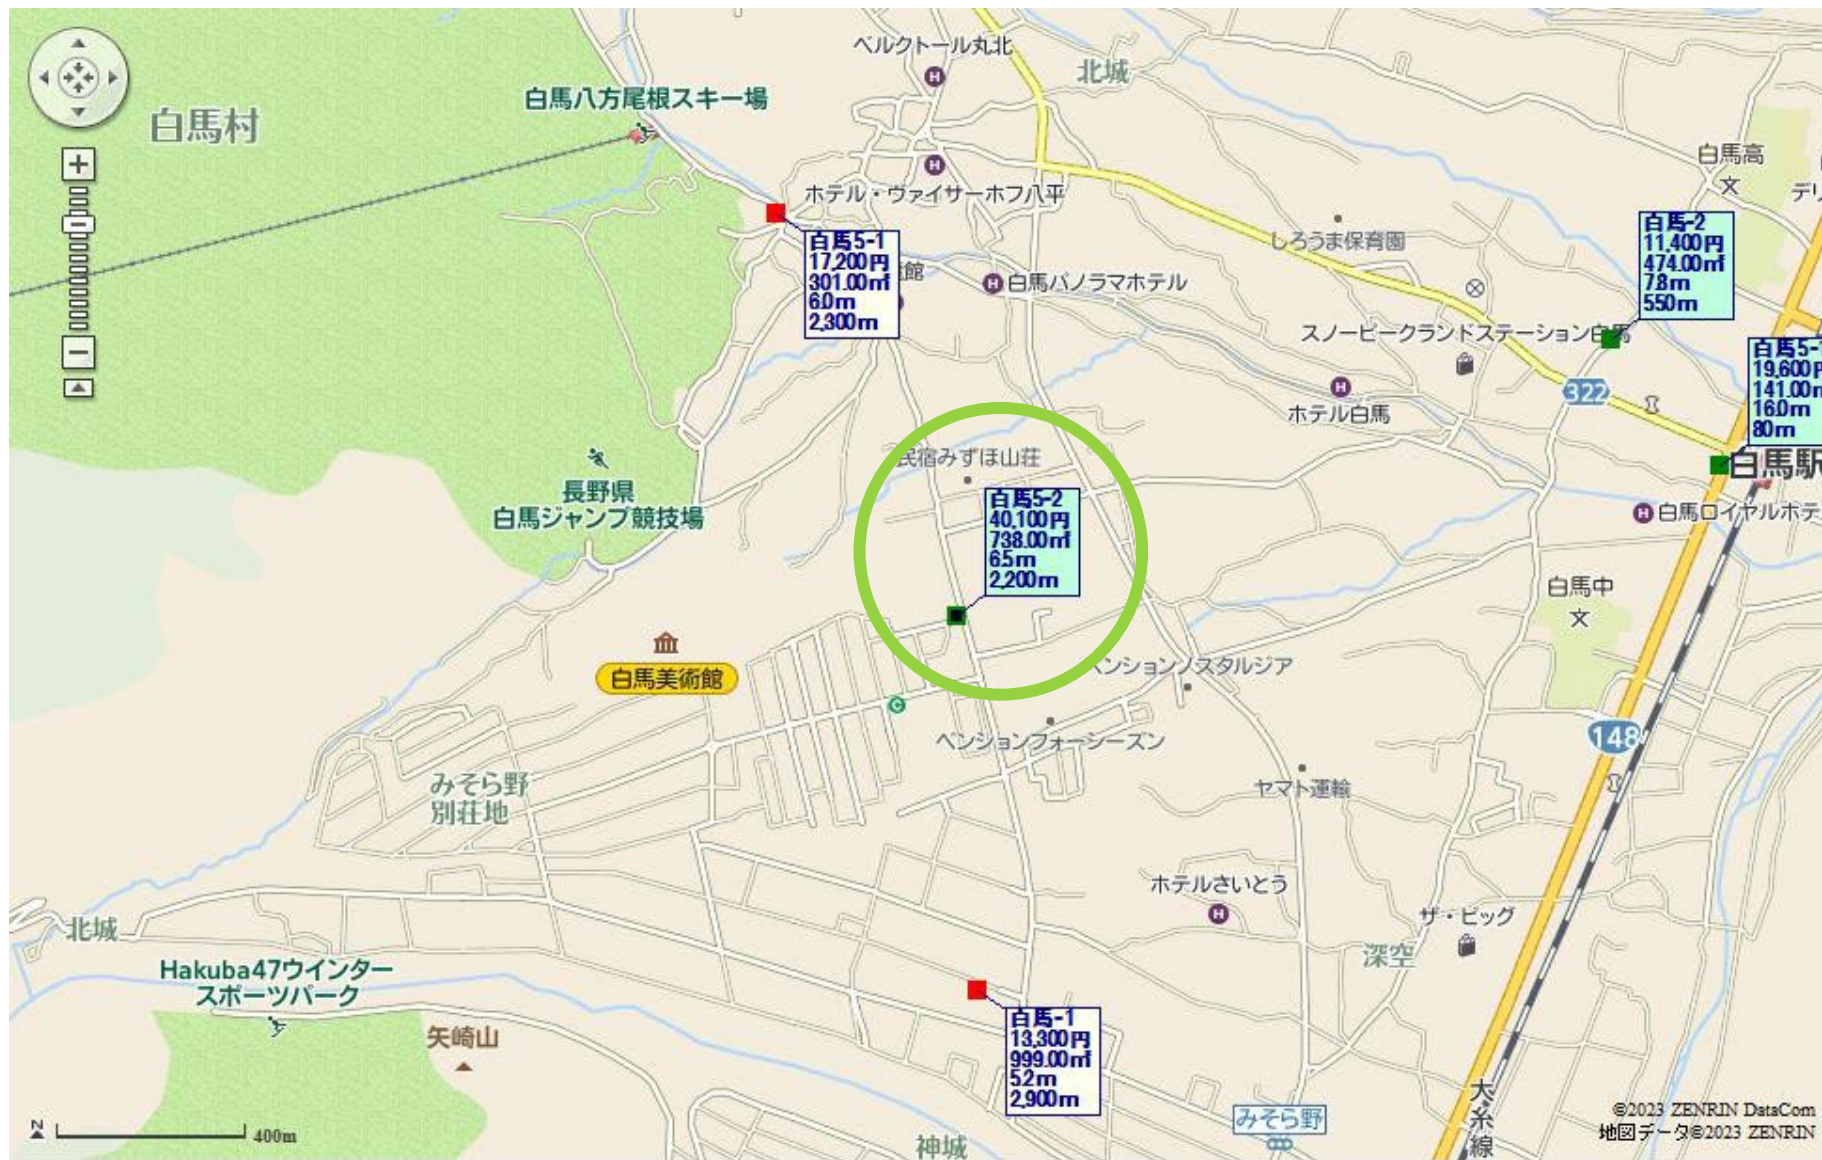 ベルクトール丸北
北城
白馬八方尾根スキー場
白馬村
白馬高
デリ
ホテル・ヴァイサーホフ八平
白馬5-1
17,200円
301.00㎡
6.0m
2,300m
術館
しろうま保育園
白馬-2
11,400円
474.00㎡
7.8m
550m
白馬パノラマホテル
スノーピークランドステーション白馬
白馬5-1
19,600円
141.00m
16.0m
80m
322
ホテル白馬
民宿みずほ山荘
白馬駅
長野県
白馬ジャンプ競技場
白馬5-2
40,100円
738.00㎡
6.5m
2,200m
白馬ロイヤルホテ
白馬中
白馬美術館
ペンションノスタルジア
ペンションフォーシーズン
148
みそら野
別荘地
ヤマト運輸
ホテルさいとう
ザ・ビッグ
北城
深空
Hakuba47ウインター
スポーツパーク
矢崎山
白馬-1
13,300円
999.00㎡
5.2m
2,900m
みそら野
大糸線
神城
N
400m
©2023 ZENRIN DataCom
地図データ©2023 ZENRIN